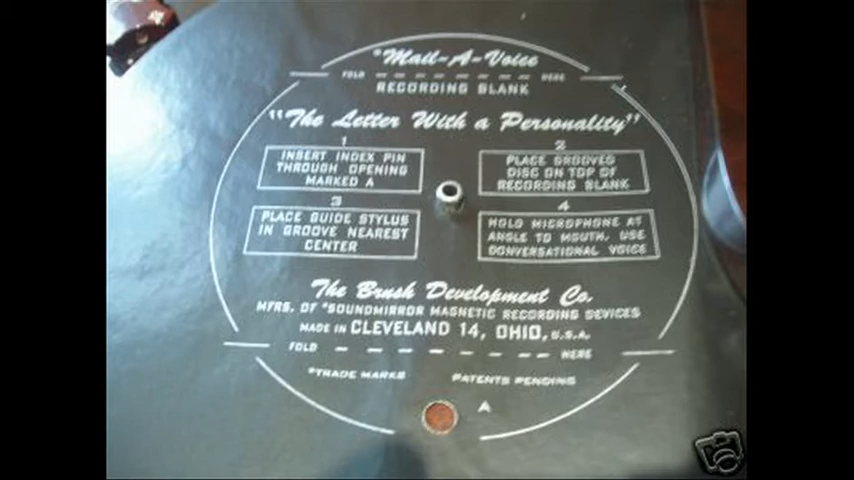 *Mail-A-Voice
FOLD HERE
RECORDING BLANK
"The Letter With a Personality"
1
INSERT INDEX PIN
THROUGH OPENING
MARKED A
2
PLACE GROOVED
DISC ON TOP OF
RECORDING BLANK
3
PLACE GUIDE STYLUS
IN GROOVE NEAREST
CENTER
4
HOLD MICROPHONE AT
ANGLE TO MOUTH. USE
CONVERSATIONAL VOICE
The Brush Development Co.
MFRS. OF *SOUNDMIRROR MAGNETIC RECORDING DEVICES
MADE IN CLEVELAND 14, OHIO, U.S.A.
FOLD HERE
*TRADE MARKS PATENTS PENDING
A